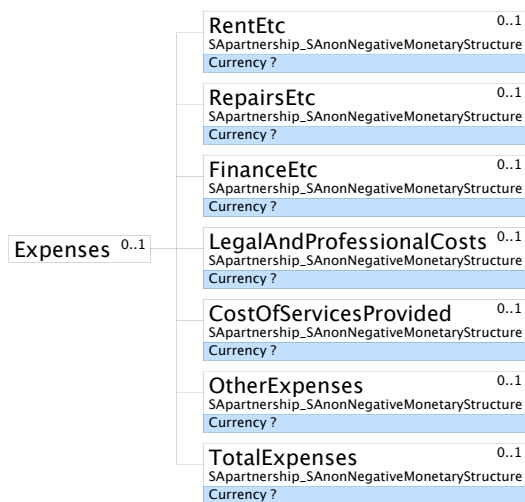 RentEtc 0..1
SApartnership_SAnonNegativeMonetaryStructure
Currency ?
RepairsEtc 0..1
SApartnership_SAnonNegativeMonetaryStructure
Currency ?
FinanceEtc 0..1
SApartnership_SAnonNegativeMonetaryStructure
Currency ?
Expenses 0..1
LegalAndProfessionalCosts 0..1
SApartnership_SAnonNegativeMonetaryStructure
Currency ?
CostOfServicesProvided 0..1
SApartnership_SAnonNegativeMonetaryStructure
Currency ?
OtherExpenses 0..1
SApartnership_SAnonNegativeMonetaryStructure
Currency ?
TotalExpenses 0..1
SApartnership_SAnonNegativeMonetaryStructure
Currency ?